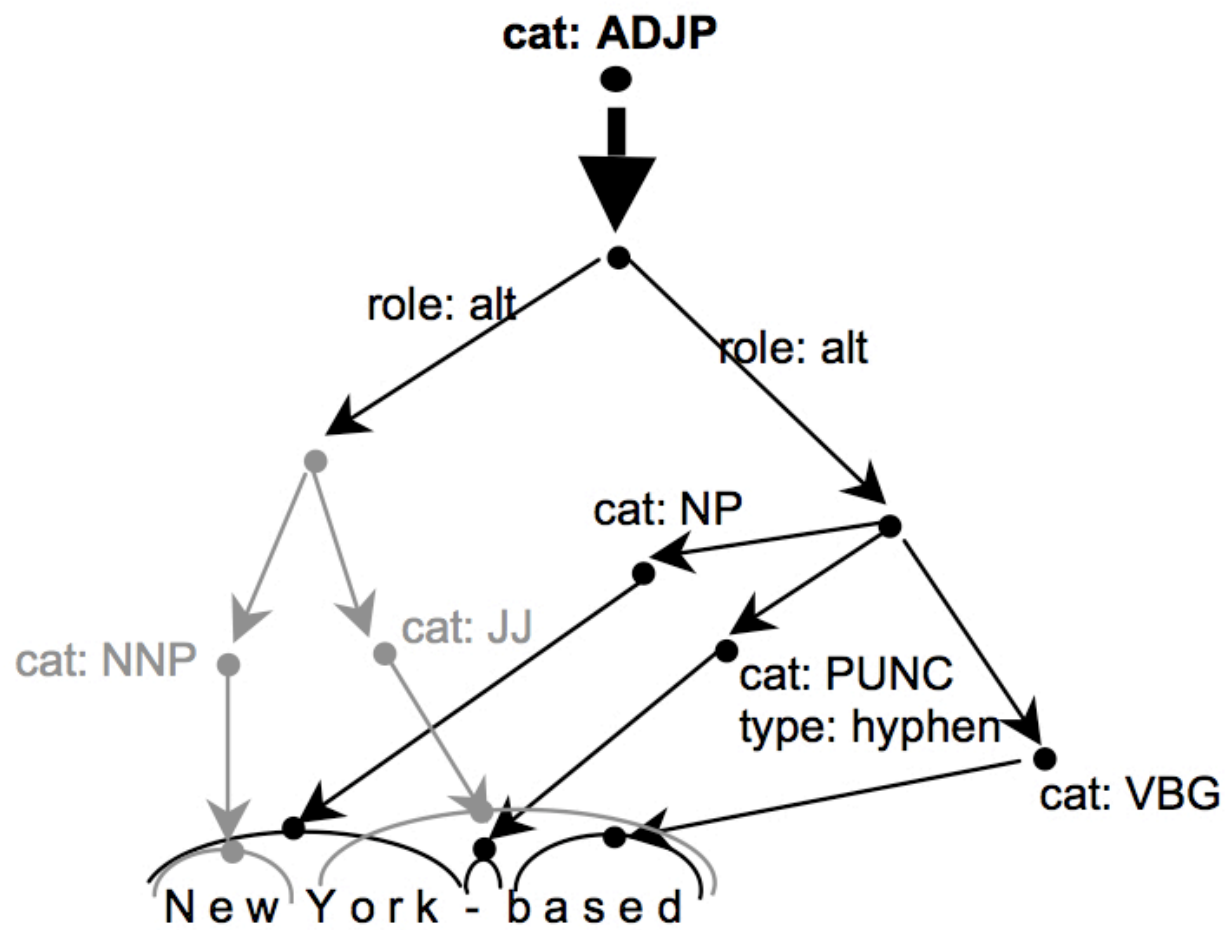 cat: ADJP
role: alt
role: alt
cat: NP
cat: JJ
cat: NNP
cat: PUNC
type: hyphen
cat: VBG
New York - based